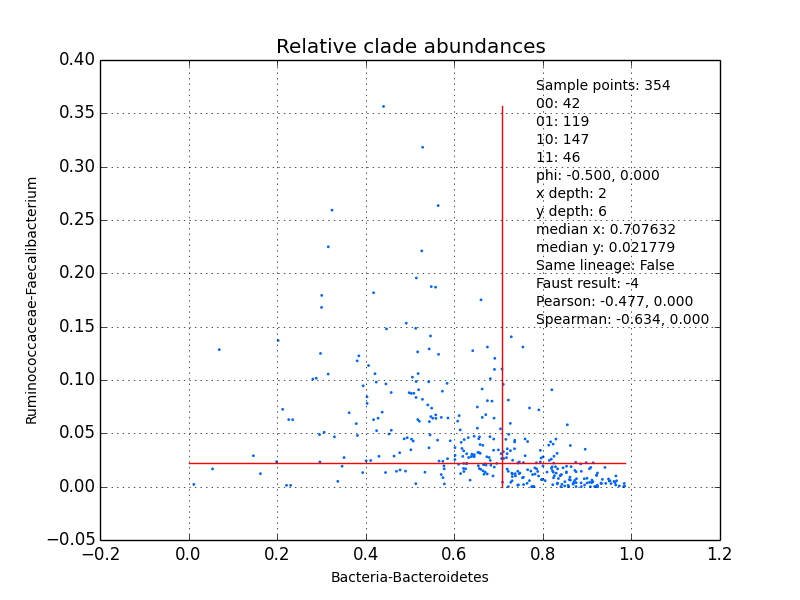 Relative clade abundances
0.40
0.35
0.30
0.25
0.20
0.15
0.10
0.05
0.00
−0.05
Ruminococcaceae-Faecalibacterium
Sample points: 354
00: 42
01: 119
10: 147
11: 46
phi: -0.500, 0.000
x depth: 2
y depth: 6
median x: 0.707632
median y: 0.021779
Same lineage: False
Faust result: -4
Pearson: -0.477, 0.000
Spearman: -0.634, 0.000
−0.2 0.0 0.2 0.4 0.6 0.8 1.0 1.2
Bacteria-Bacteroidetes